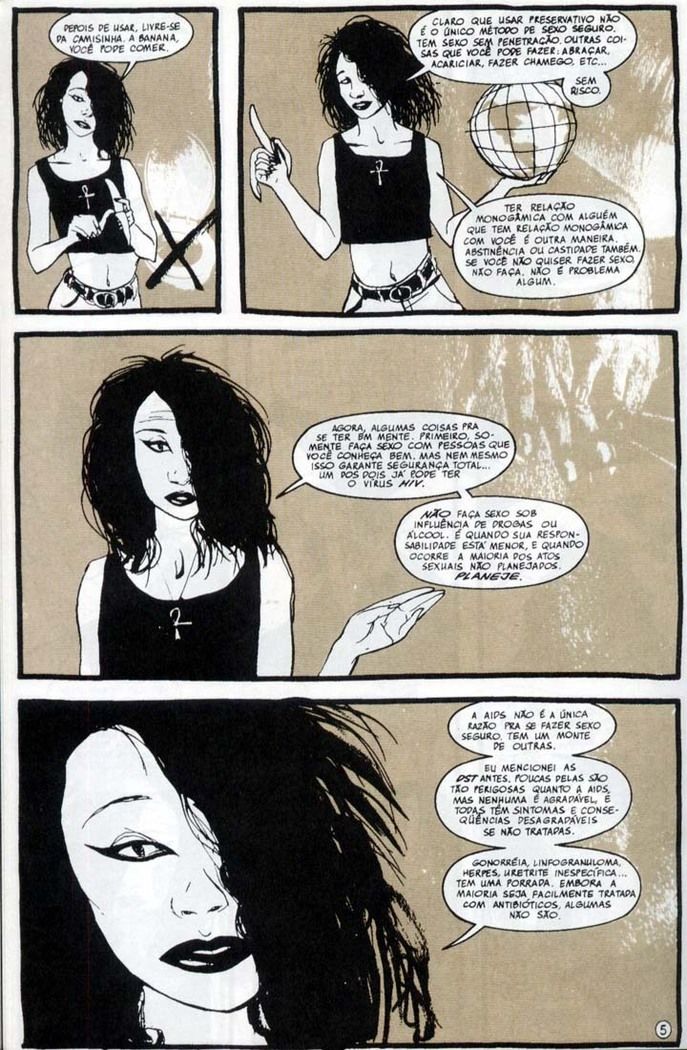 DEPOIS DE USAR, LIVRE-SE
DA CAMISINHA. A BANANA,
VOCÊ PODE COMER.
CLARO QUE USAR PRESERVATIVO NÃO
É O ÚNICO MÉTODO DE SEXO SEGURO.
TEM SEXO SEM PENETRAÇÃO. OUTRAS COI-
SAS QUE VOCÊ PODE FAZER: ABRAÇAR,
ACARICIAR, FAZER CHAMEGO, ETC...
SEM
RISCO.
TER RELAÇÃO
MONOGÂMICA COM ALGUÉM
QUE TEM RELAÇÃO MONOGÂMICA
COM VOCÊ É OUTRA MANEIRA.
ABSTINÊNCIA OU CASTIDADE TAMBÉM.
SE VOCÊ NÃO QUISER FAZER SEXO,
NÃO FAÇA. NÃO É PROBLEMA
ALGUM.
AGORA, ALGUMAS COISAS PRA
SE TER EM MENTE. PRIMEIRO, SO-
MENTE FAÇA SEXO COM PESSOAS QUE
VOCÊ CONHEÇA BEM. MAS NEM MESMO
ISSO GARANTE SEGURANÇA TOTAL...
UM DOS DOIS JÁ PODE TER
O VÍRUS HIV.
NÃO FAÇA SEXO SOB
INFLUÊNCIA DE DROGAS OU
ÁLCOOL. É QUANDO SUA RESPON-
SABILIDADE ESTÁ MENOR, E QUANDO
OCORRE A MAIORIA DOS ATOS
SEXUAIS NÃO PLANEJADOS.
PLANEJE.
A AIDS NÃO É A ÚNICA
RAZÃO PRA SE FAZER SEXO
SEGURO. TEM UM MONTE
DE OUTRAS.
EU MENCIONEI AS
DST ANTES. POUCAS DELAS SÃO
TÃO PERIGOSAS QUANTO A AIDS,
MAS NENHUMA É AGRADÁVEL, E
TODAS TÊM SINTOMAS E CONSE-
QÜÊNCIAS DESAGRADÁVEIS
SE NÃO TRATADAS.
GONORRÉIA, LINFOGRANULOMA,
HERPES, URETRITE INESPECÍFICA...
TEM UMA PORRADA. EMBORA A
MAIORIA SEJA FACILMENTE TRATADA
COM ANTIBIÓTICOS, ALGUMAS
NÃO SÃO.
5